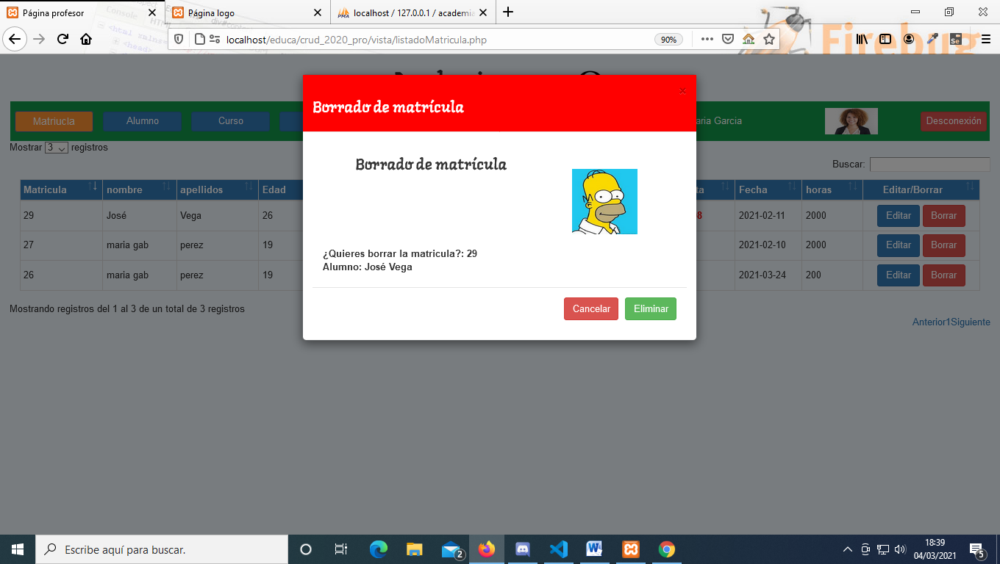 Página profesor
Página logo
localhost / 127.0.0.1 / academia
localhost/educa/crud_2020_pro/vista/listadoMatricula.php
90%
Firebug
Borrado de matrícula
×
Matriucla
Alumno
Curso
Garcia
Desconexión
Mostrar 3 registros
Buscar:
Borrado de matrícula
Matricula nombre apellidos Edad Fecha horas Editar/Borrar
29 José Vega 26 8 2021-02-11 2000 Editar Borrar
27 maria gab perez 19 2021-02-10 2000 Editar Borrar
26 maria gab perez 19 2021-03-24 200 Editar Borrar
¿Quieres borrar la matricula?: 29
Alumno: José Vega
Cancelar Eliminar
Mostrando registros del 1 al 3 de un total de 3 registros
Anterior1Siguiente
Escribe aquí para buscar.
2
18:39
04/03/2021
5